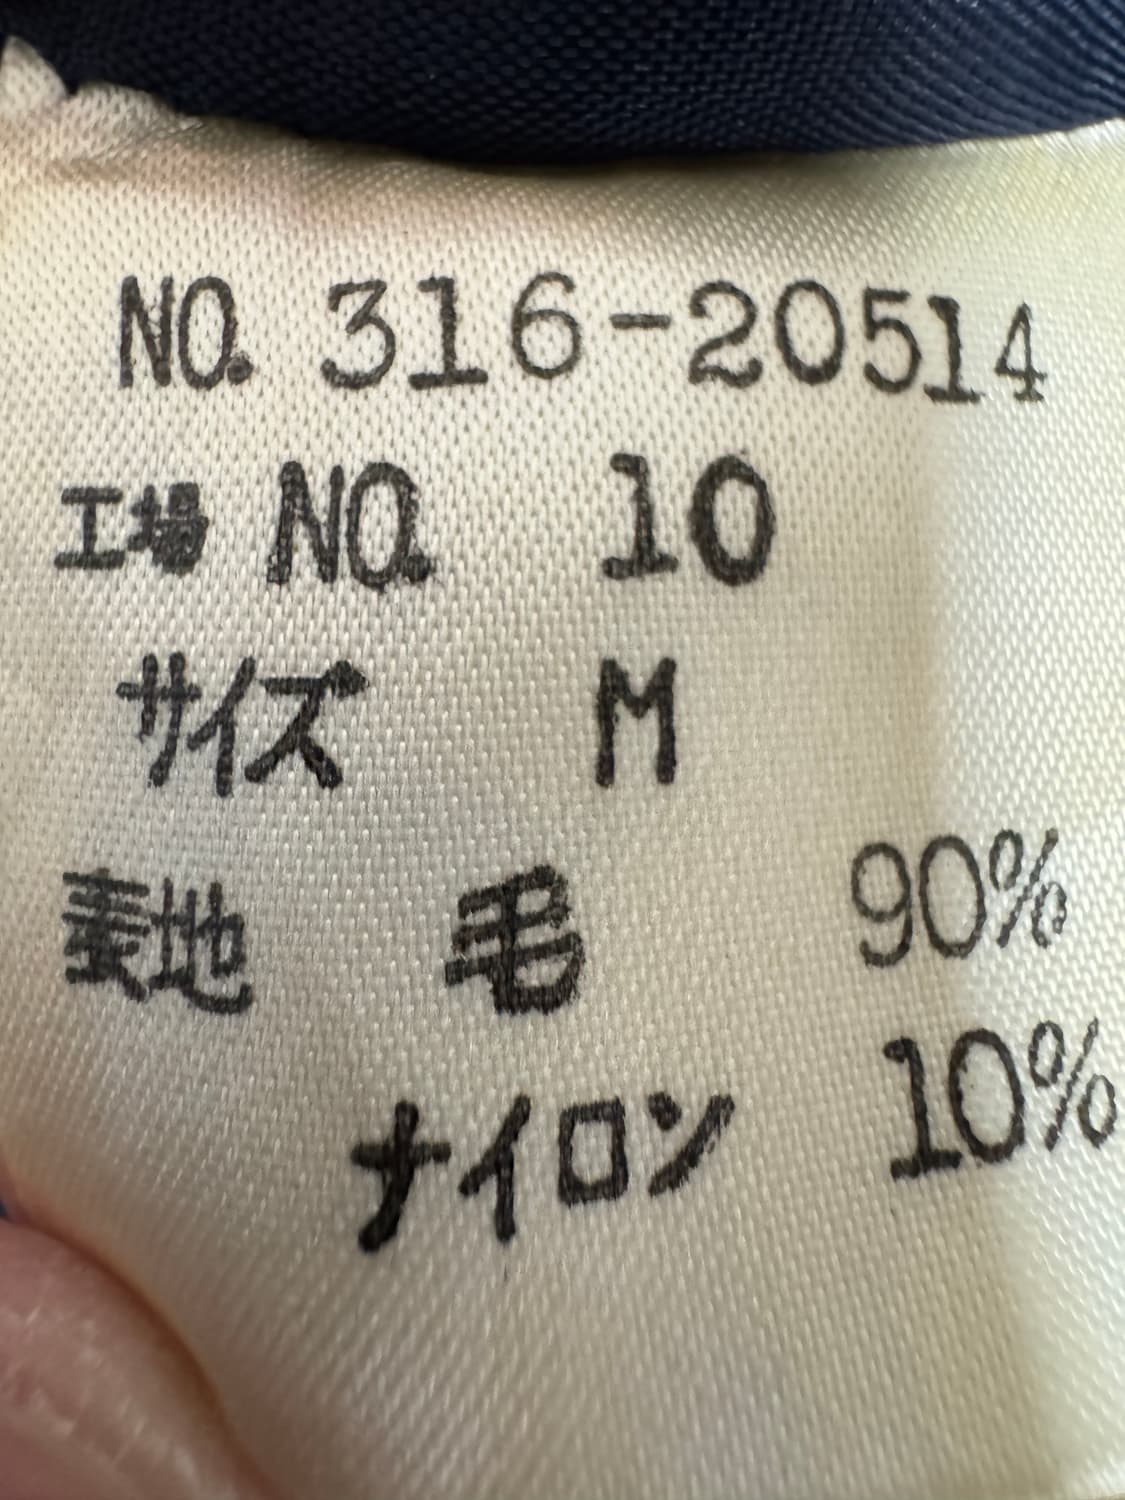 NO. 316-20514
工場 NO. 10
サイズ M
表地 毛 90%
ナイロン 10%